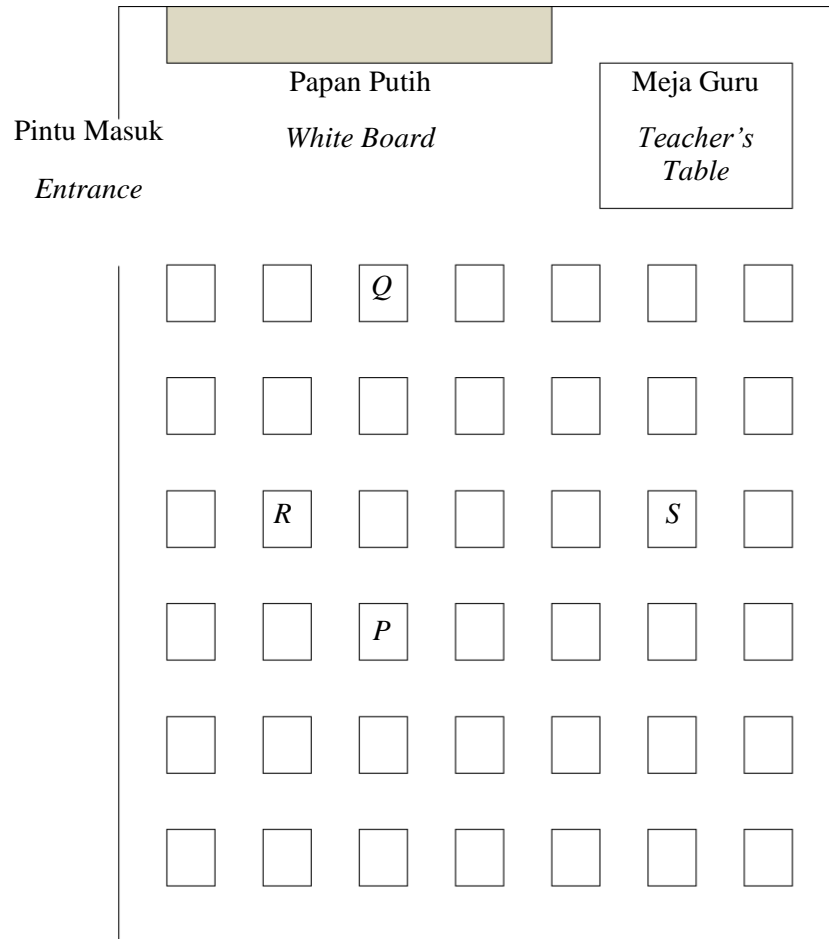 Papan Putih
White Board
Meja Guru
Teacher's
Table
Pintu Masuk
Entrance
Q
R
S
P